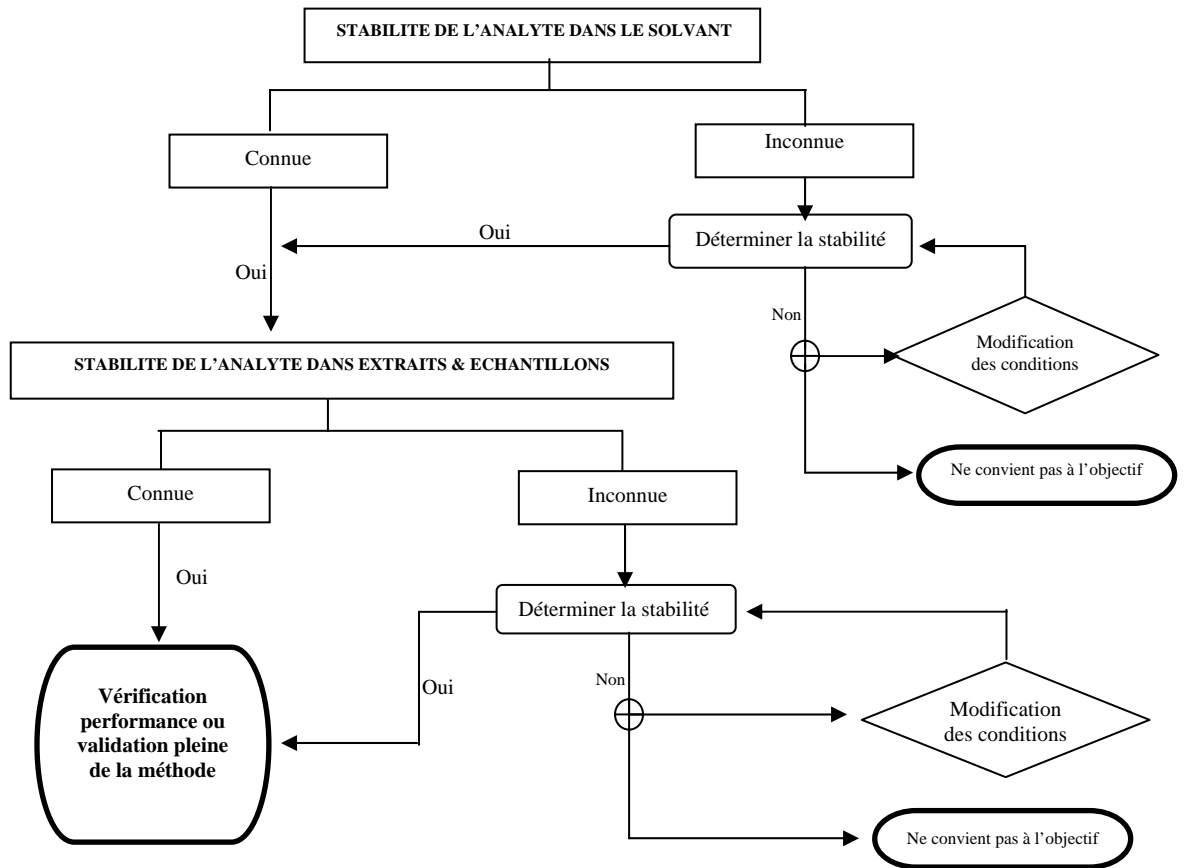 STABILITE DE L’ANALYTE DANS LE SOLVANT
Connue
Inconnue
Oui
Déterminer la stabilité
Oui
Non
Modification
des conditions
STABILITE DE L’ANALYTE DANS EXTRAITS & ECHANTILLONS
Ne convient pas à l’objectif
Connue
Inconnue
Oui
Déterminer la stabilité
Oui
Non
Vérification
performance ou
validation pleine
de la méthode
Modification
des conditions
Ne convient pas à l’objectif